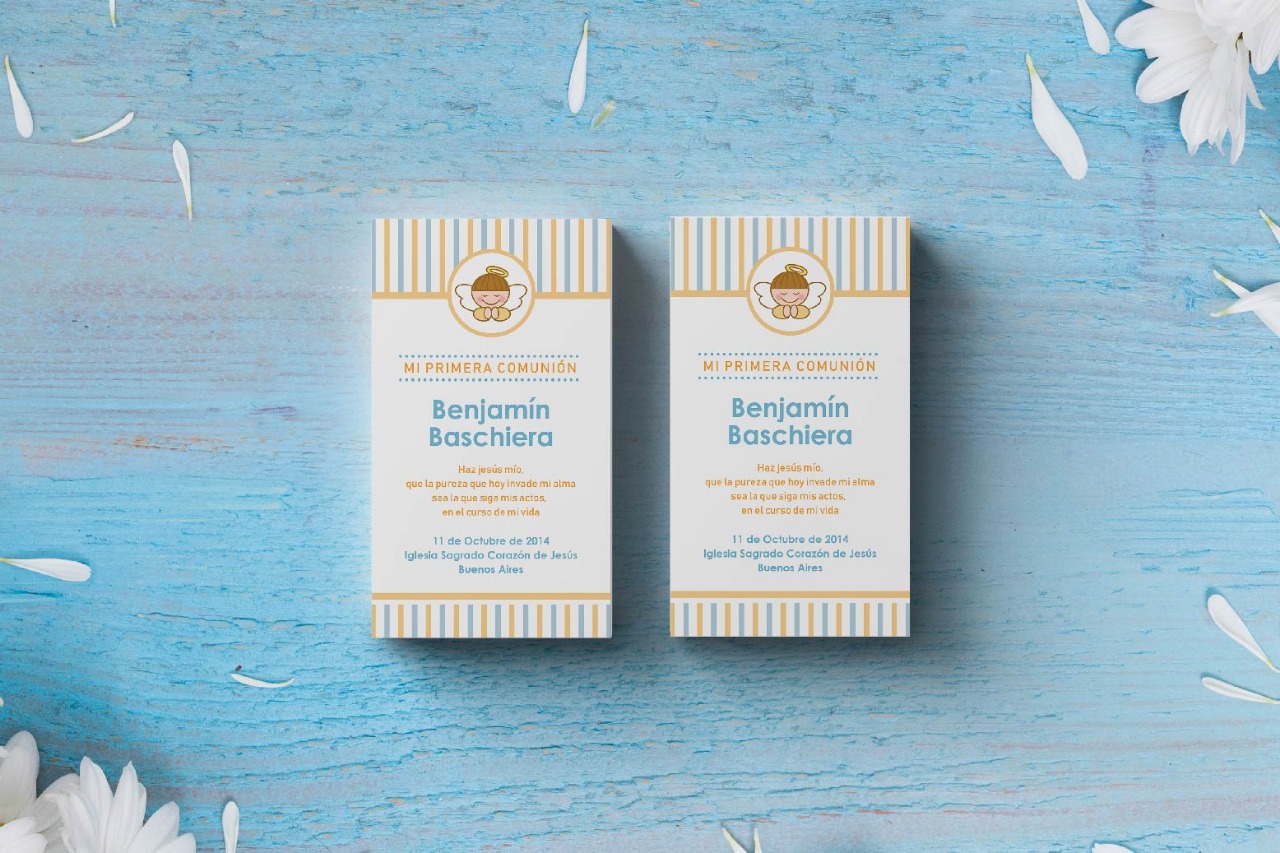 MI PRIMERA COMUNIÓN
Benjamín
Baschiera
Haz jesús mío,
que la pureza que hoy invade mi alma
sea la que siga mis actos,
en el curso de mi vida
11 de Octubre de 2014
Iglesia Sagrado Corazón de Jesús
Buenos Aires
MI PRIMERA COMUNIÓN
Benjamín
Baschiera
Haz jesús mío,
que la pureza que hoy invade mi alma
sea la que siga mis actos,
en el curso de mi vida
11 de Octubre de 2014
Iglesia Sagrado Corazón de Jesús
Buenos Aires